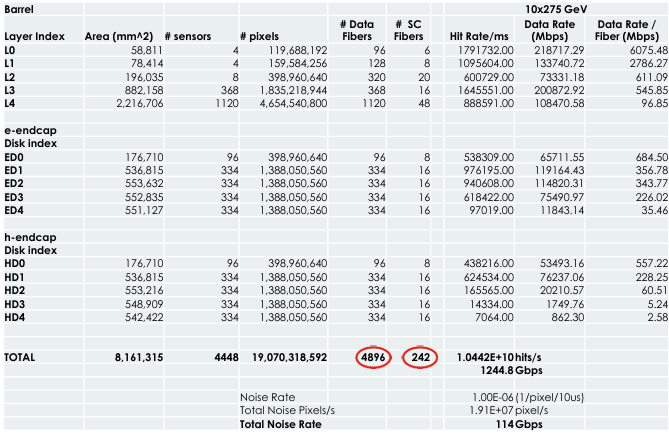 Barrel 10x275 GeV
Layer Index Area (mm^2) # sensors # pixels # Data Fibers # SC Fibers Hit Rate/ms Data Rate (Mbps) Data Rate / Fiber (Mbps)
L0 58,811 4 119,688,192 96 6 1791732.00 218717.29 6075.48
L1 78,414 4 159,584,256 128 8 1095604.00 133740.72 2786.27
L2 196,035 8 398,960,640 320 20 600729.00 73331.18 611.09
L3 882,158 368 1,835,218,944 368 16 1645551.00 200872.92 545.85
L4 2,216,706 1120 4,654,540,800 1120 48 888591.00 108470.58 96.85
e-endcap
Disk index
ED0 176,710 96 398,960,640 96 8 538309.00 65711.55 684.50
ED1 536,815 334 1,388,050,560 334 16 976195.00 119164.43 356.78
ED2 553,632 334 1,388,050,560 334 16 940608.00 114820.31 343.77
ED3 552,835 334 1,388,050,560 334 16 618422.00 75490.97 226.02
ED4 551,127 334 1,388,050,560 334 16 97019.00 11843.14 35.46
h-endcap
Disk index
HD0 176,710 96 398,960,640 96 8 438216.00 53493.16 557.22
HD1 536,815 334 1,388,050,560 334 16 624534.00 76237.06 228.25
HD2 553,216 334 1,388,050,560 334 16 165565.00 20210.57 60.51
HD3 548,909 334 1,388,050,560 334 16 14334.00 1749.76 5.24
HD4 542,422 334 1,388,050,560 334 16 7064.00 862.30 2.58
TOTAL 8,161,315 4448 19,070,318,592 4896 242 1.0442E+10 hits/s
1244.8 Gbps
Noise Rate 1.00E-06 (1/pixel/10us)
Total Noise Pixels/s 1.91E+07 pixel/s
Total Noise Rate 114 Gbps